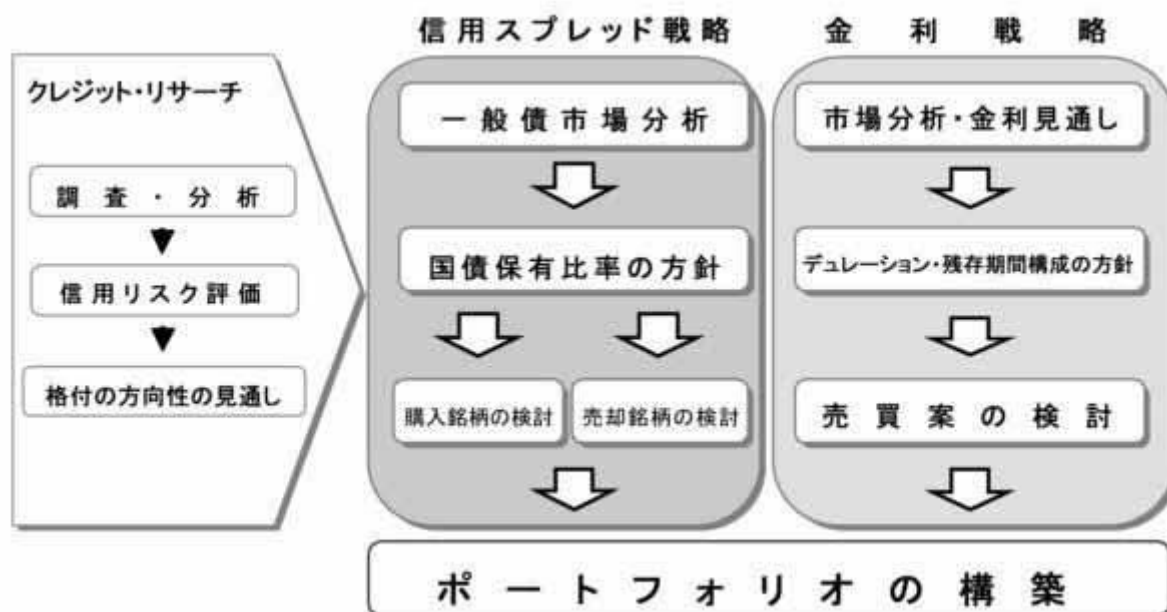 信用スプレッド戦略
金利戦略
クレジット・リサーチ
調査・分析
信用リスク評価
格付の方向性の見通し
一般債市場分析
国債保有比率の方針
購入銘柄の検討
売却銘柄の検討
市場分析・金利見通し
デュレーション・残存期間構成の方針
売買案の検討
ポートフォリオの構築